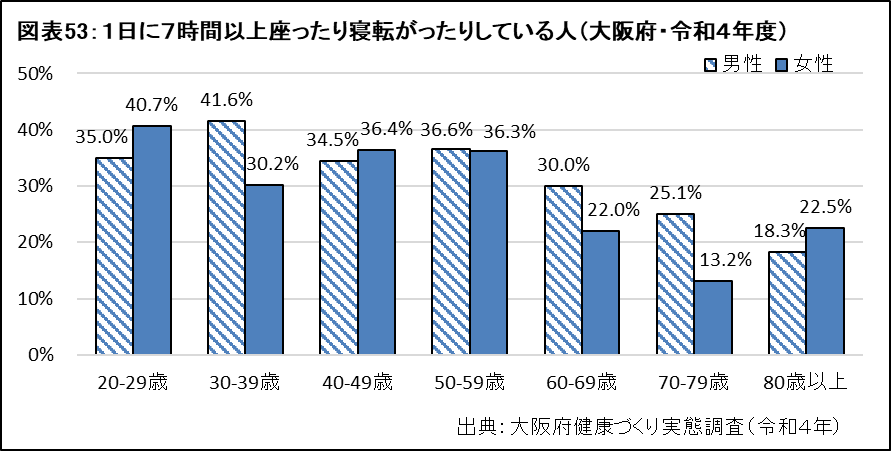 図表53：１日に７時間以上座ったり寝転がったりしている人（大阪府・令和４年度）
男性 女性
50%
40%
30%
20%
10%
0%
35.0% 40.7% 41.6% 30.2% 34.5% 36.4% 36.6% 36.3% 30.0% 22.0% 25.1% 13.2% 18.3% 22.5%
20-29歳 30-39歳 40-49歳 50-59歳 60-69歳 70-79歳 80歳以上
出典：大阪府健康づくり実態調査（令和４年）